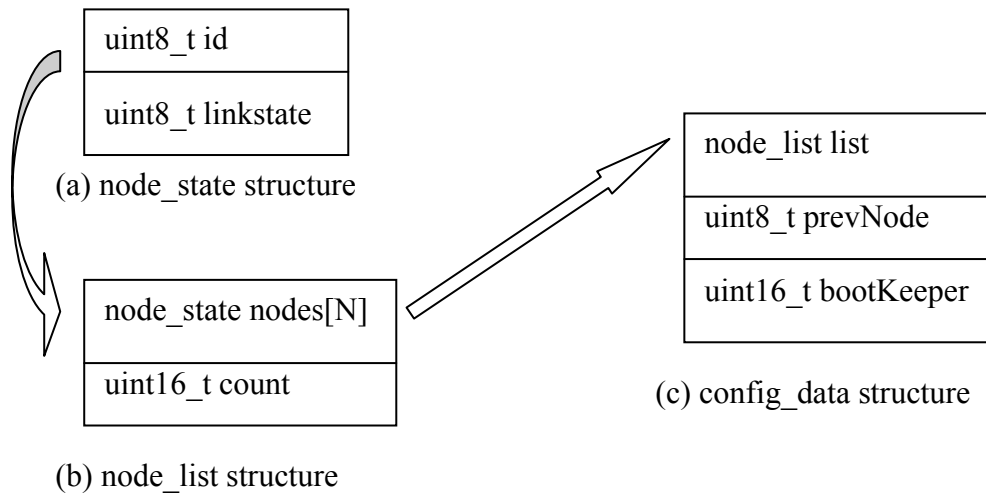 uint8_t id
uint8_t linkstate
(a) node_state structure
node_state nodes[N]
uint16_t count
(b) node_list structure
node_list list
uint8_t prevNode
uint16_t bootKeeper
(c) config_data structure